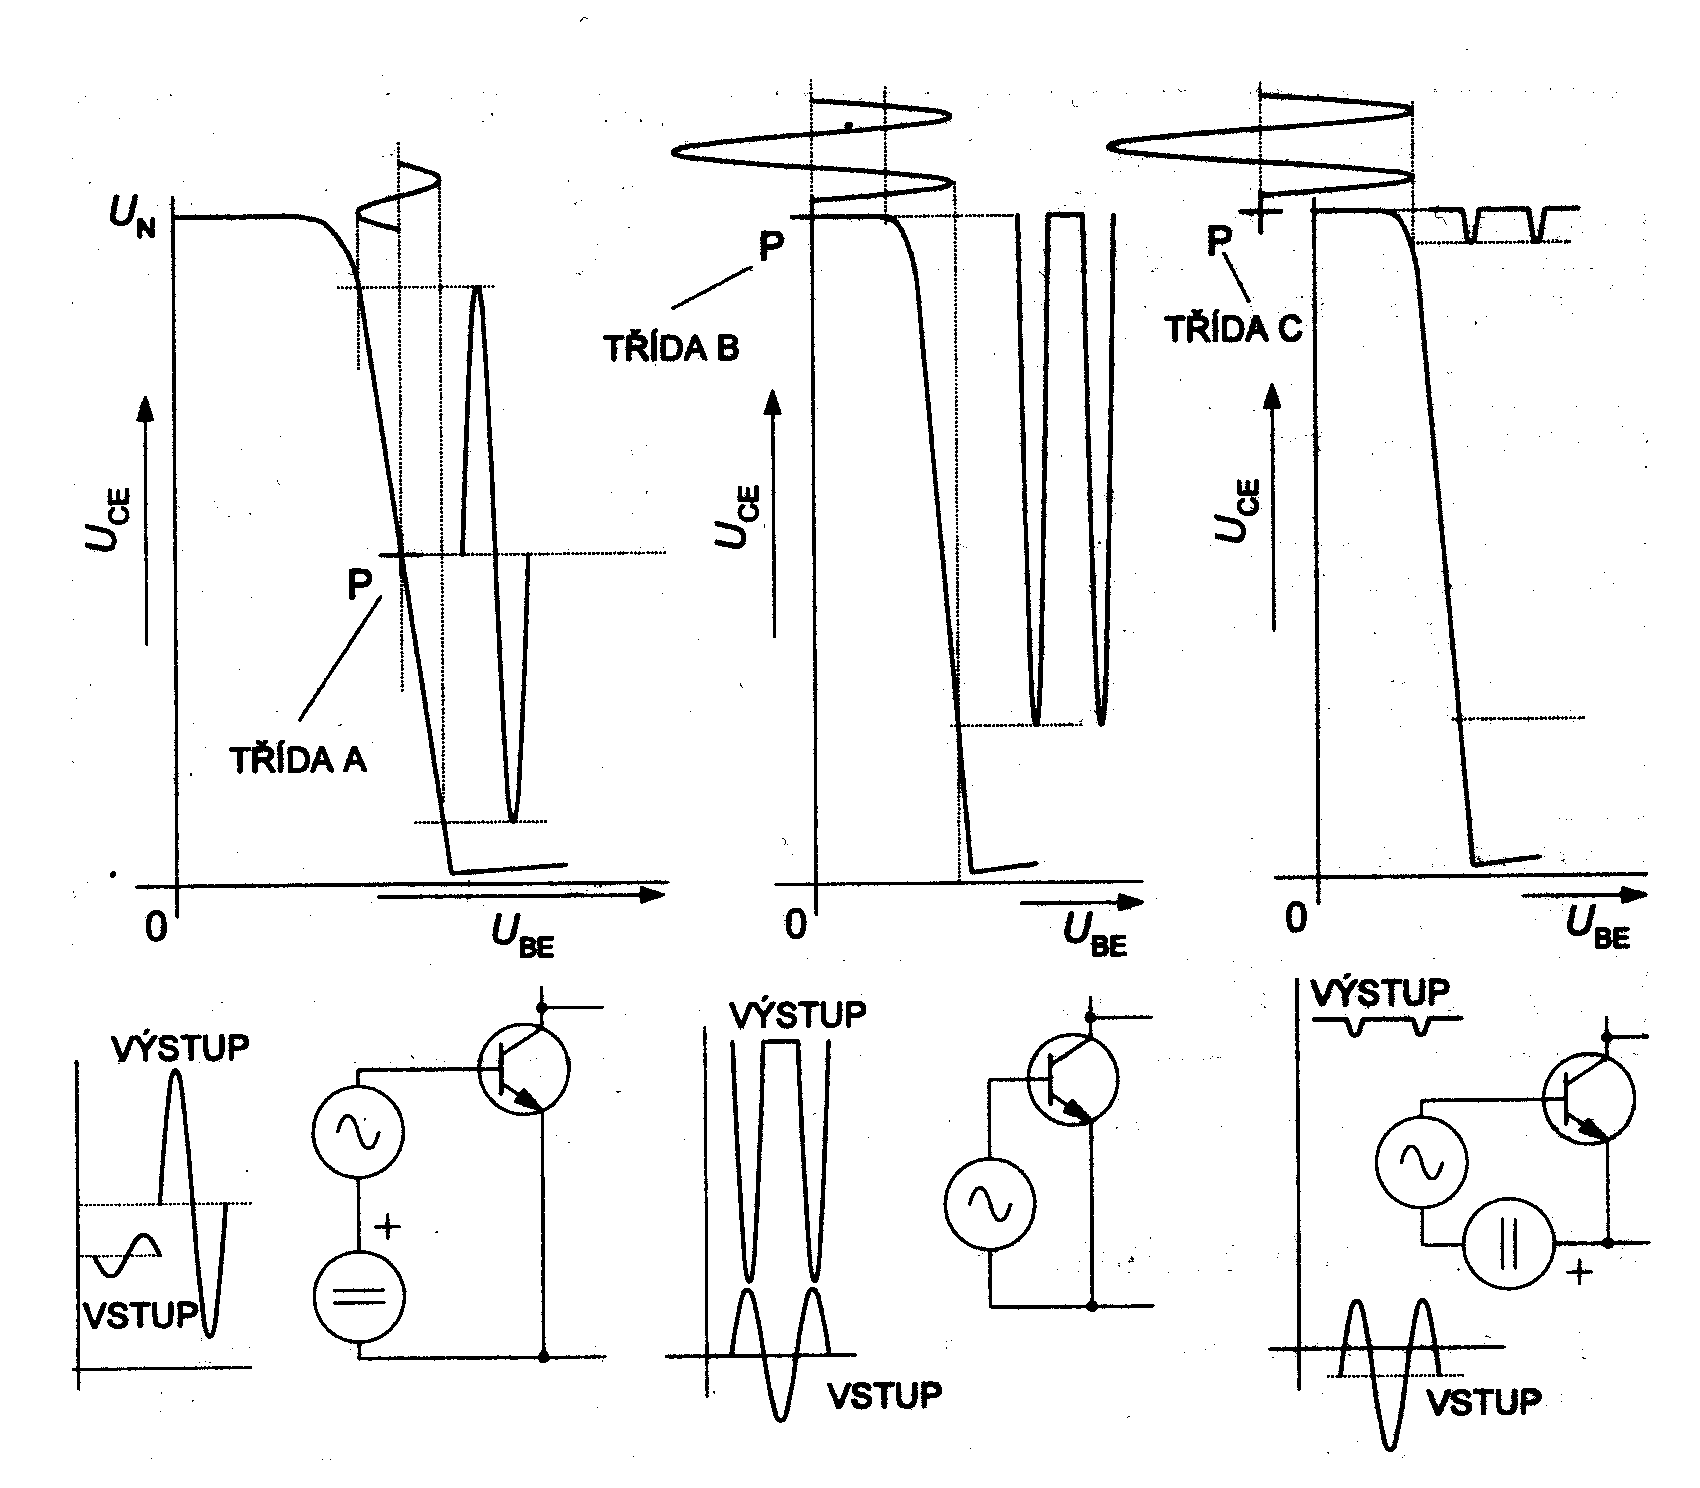 U_N
P
TŘÍDA A
U_CE
0
U_BE
P
TŘÍDA B
U_CE
0
U_BE
P
TŘÍDA C
U_CE
0
U_BE
VÝSTUP
VSTUP
+
VÝSTUP
VSTUP
VÝSTUP
+
VSTUP